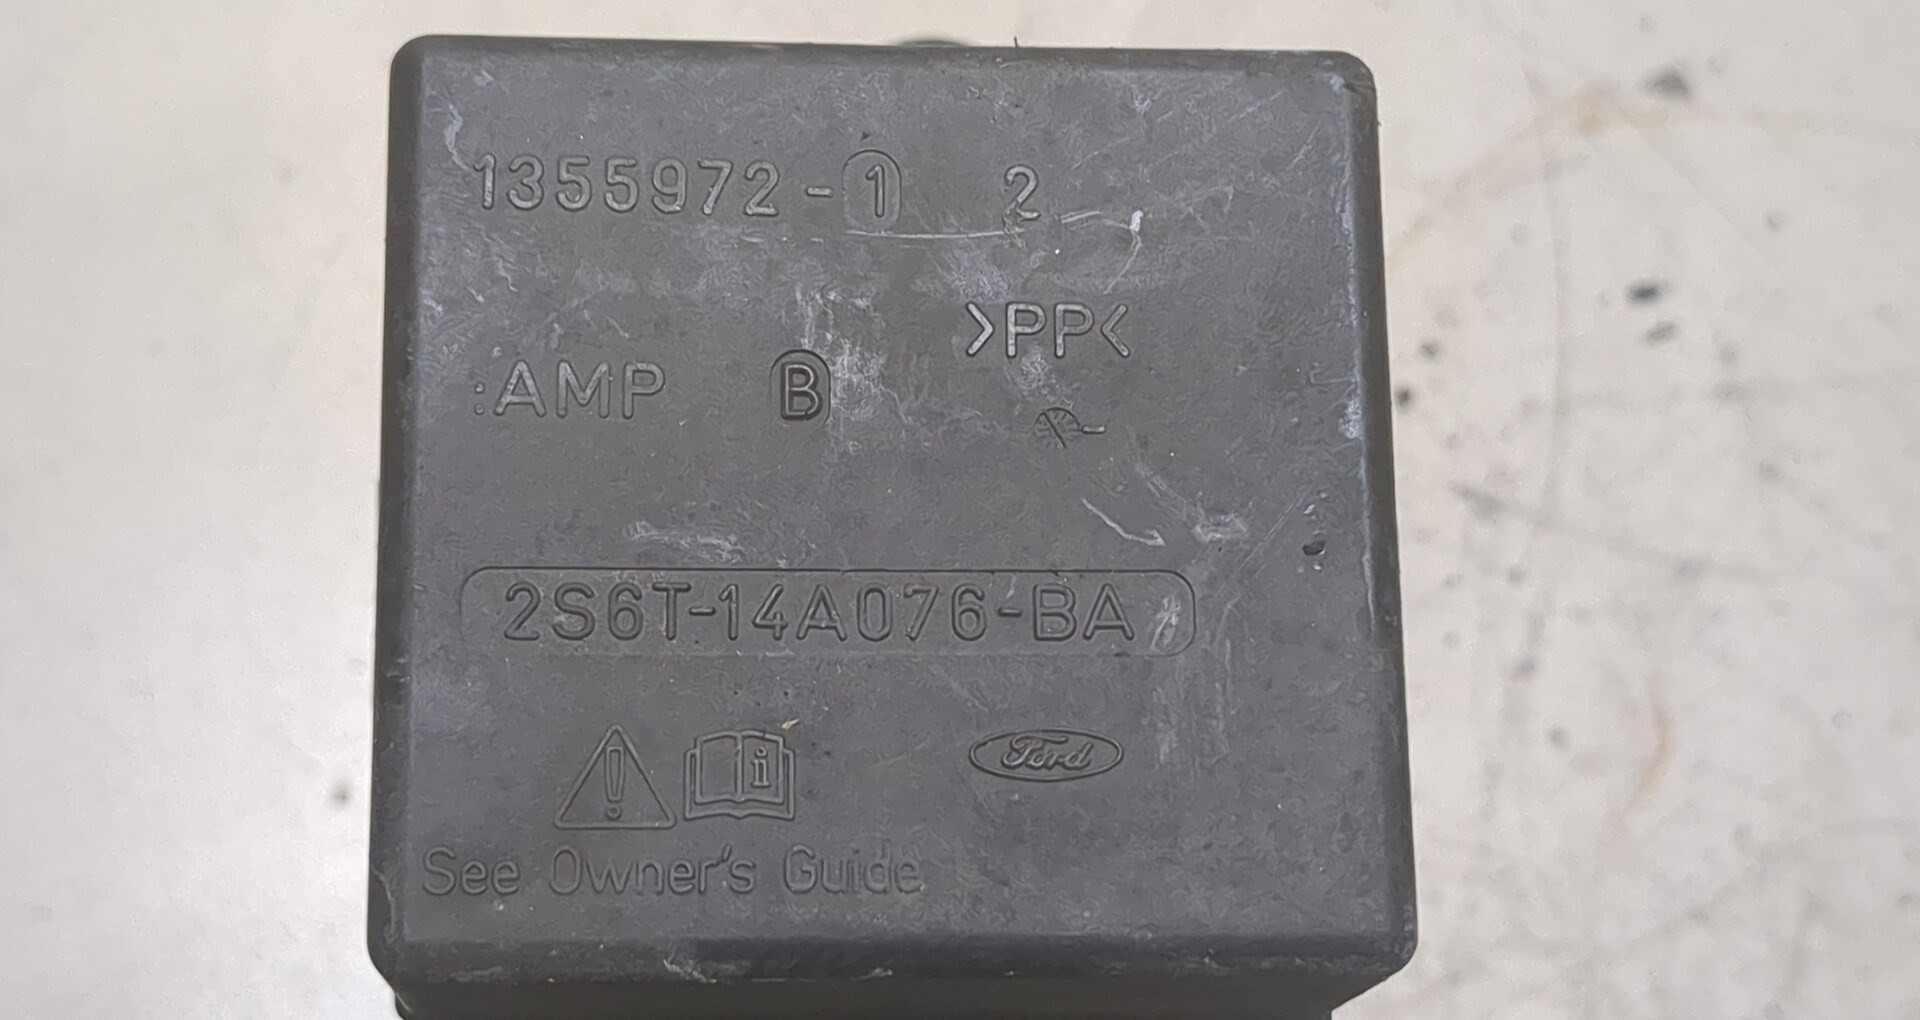 1355972-1 2
>PP<
:AMP B
2S6T-14A076-BA
i Ford
See Owner's Guide